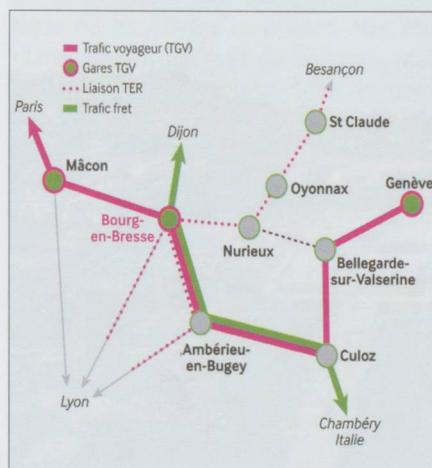 Trafic voyageur (TGV)
Gares TGV
Liaison TER
Trafic fret
Besançon
Paris
Dijon
St Claude
Mâcon
Oyonnax
Genève
Bourg-
en-Bresse
Nurieux
Bellegarde-
sur-Valserine
Ambérieu-
en-Bugey
Culoz
Lyon
Chambéry
Italie